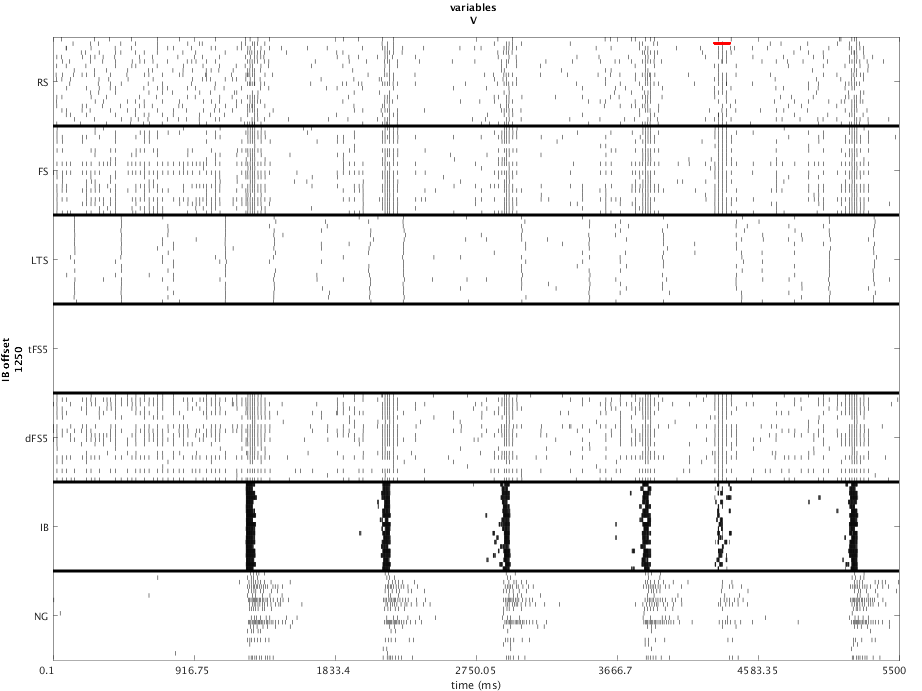 variables
V
RS
FS
LTS
tFS5
dFS5
IB
NG
IB offset
1250
0.1 916.75 1833.4 2750.05 3666.7 4583.35 5500
time (ms)